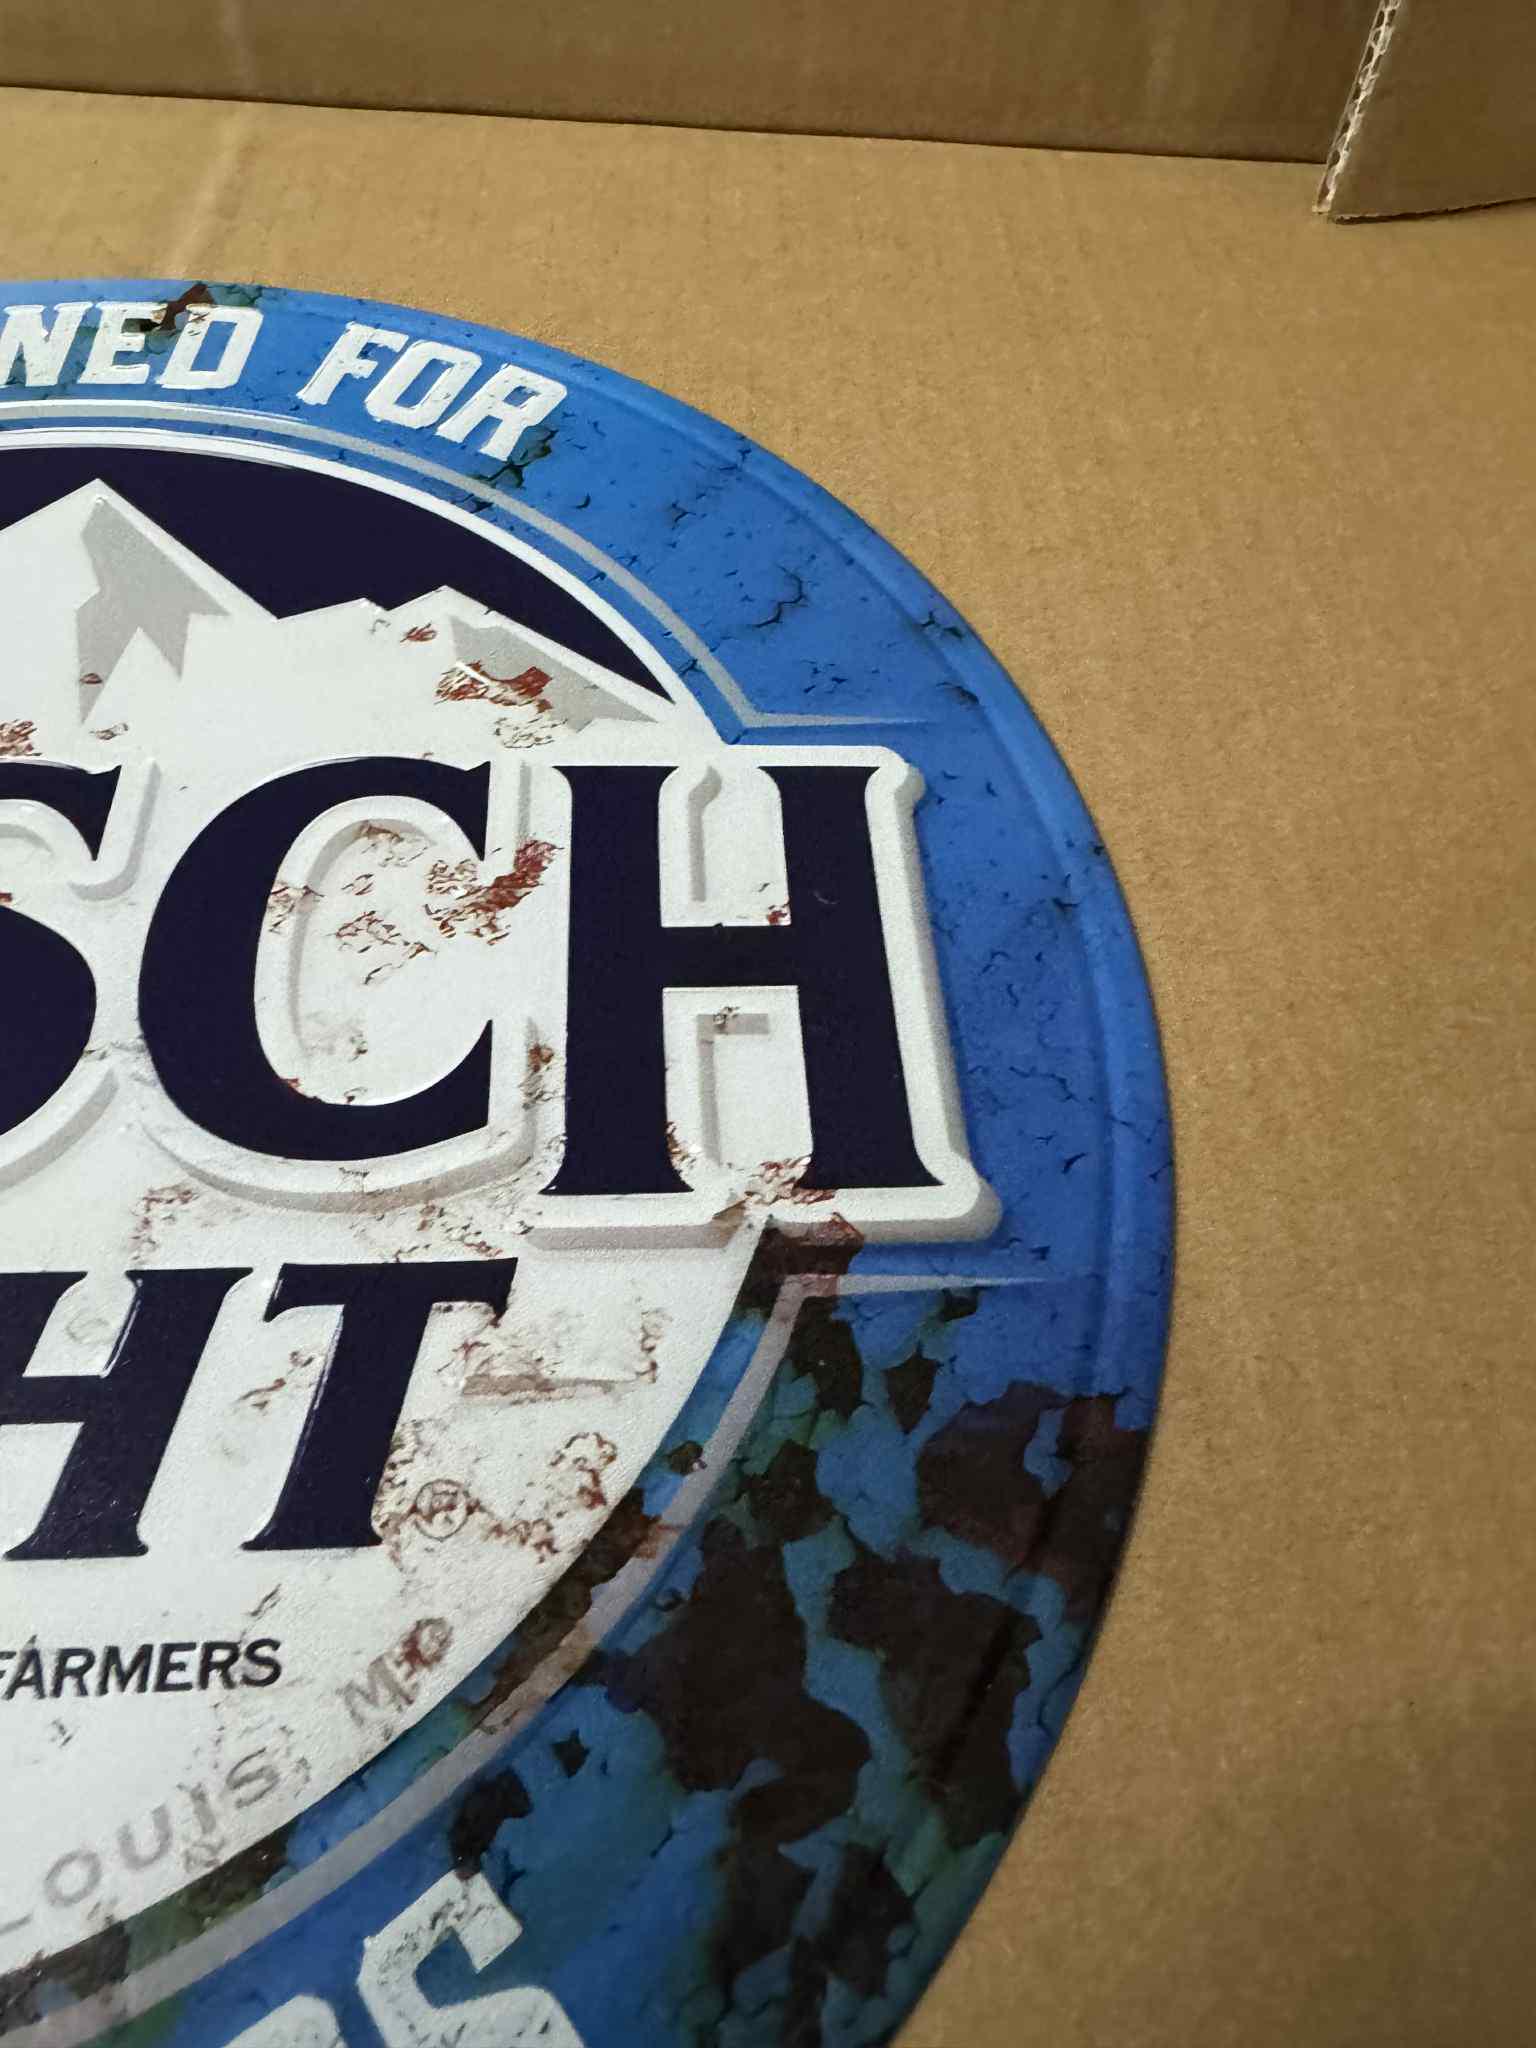 NED FOR
SCH
HT
®
FARMERS
LOUIS, MO
S